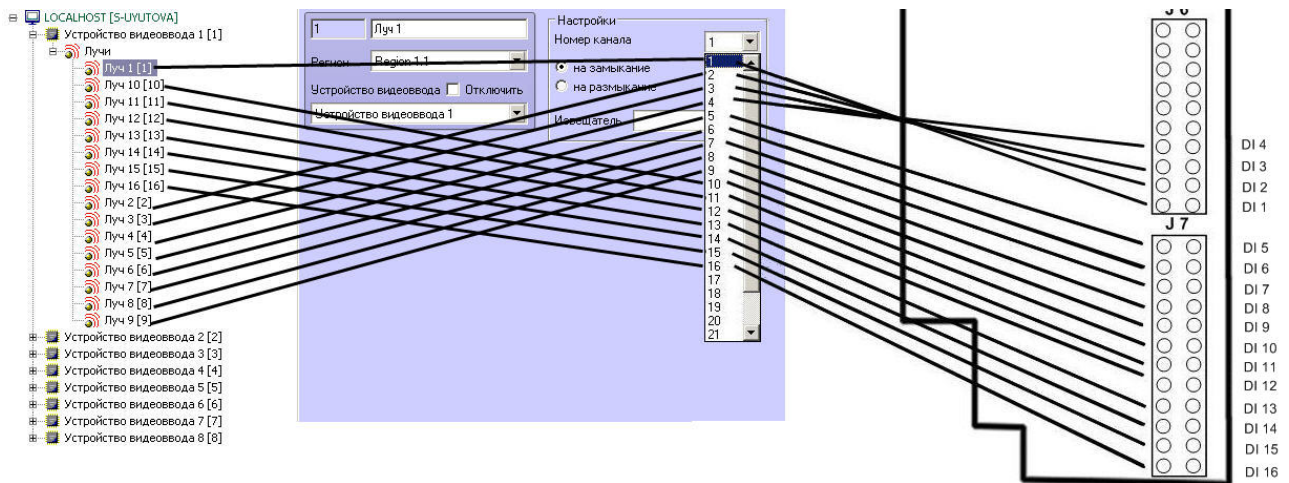 LOCALHOST [S-UYUTOVA]
Устройство видеоввода 1 [1]
Лучи
Луч 1 [1]
Луч 10 [10]
Луч 11 [11]
Луч 12 [12]
Луч 13 [13]
Луч 14 [14]
Луч 15 [15]
Луч 16 [16]
Луч 2 [2]
Луч 3 [3]
Луч 4 [4]
Луч 5 [5]
Луч 6 [6]
Луч 7 [7]
Луч 8 [8]
Луч 9 [9]
Устройство видеоввода 2 [2]
Устройство видеоввода 3 [3]
Устройство видеоввода 4 [4]
Устройство видеоввода 5 [5]
Устройство видеоввода 6 [6]
Устройство видеоввода 7 [7]
Устройство видеоввода 8 [8]
1
Луч 1
Регион
Region 1.1
Устройство видеоввода
Отключить
Устройство видеоввода 1
Настройки
Номер канала
1
на замыкание
на размыкание
Извещатель
1
2
3
4
5
6
7
8
9
10
11
12
13
14
15
16
17
18
19
20
21
J 6
DI 4
DI 3
DI 2
DI 1
J 7
DI 5
DI 6
DI 7
DI 8
DI 9
DI 10
DI 11
DI 12
DI 13
DI 14
DI 15
DI 16